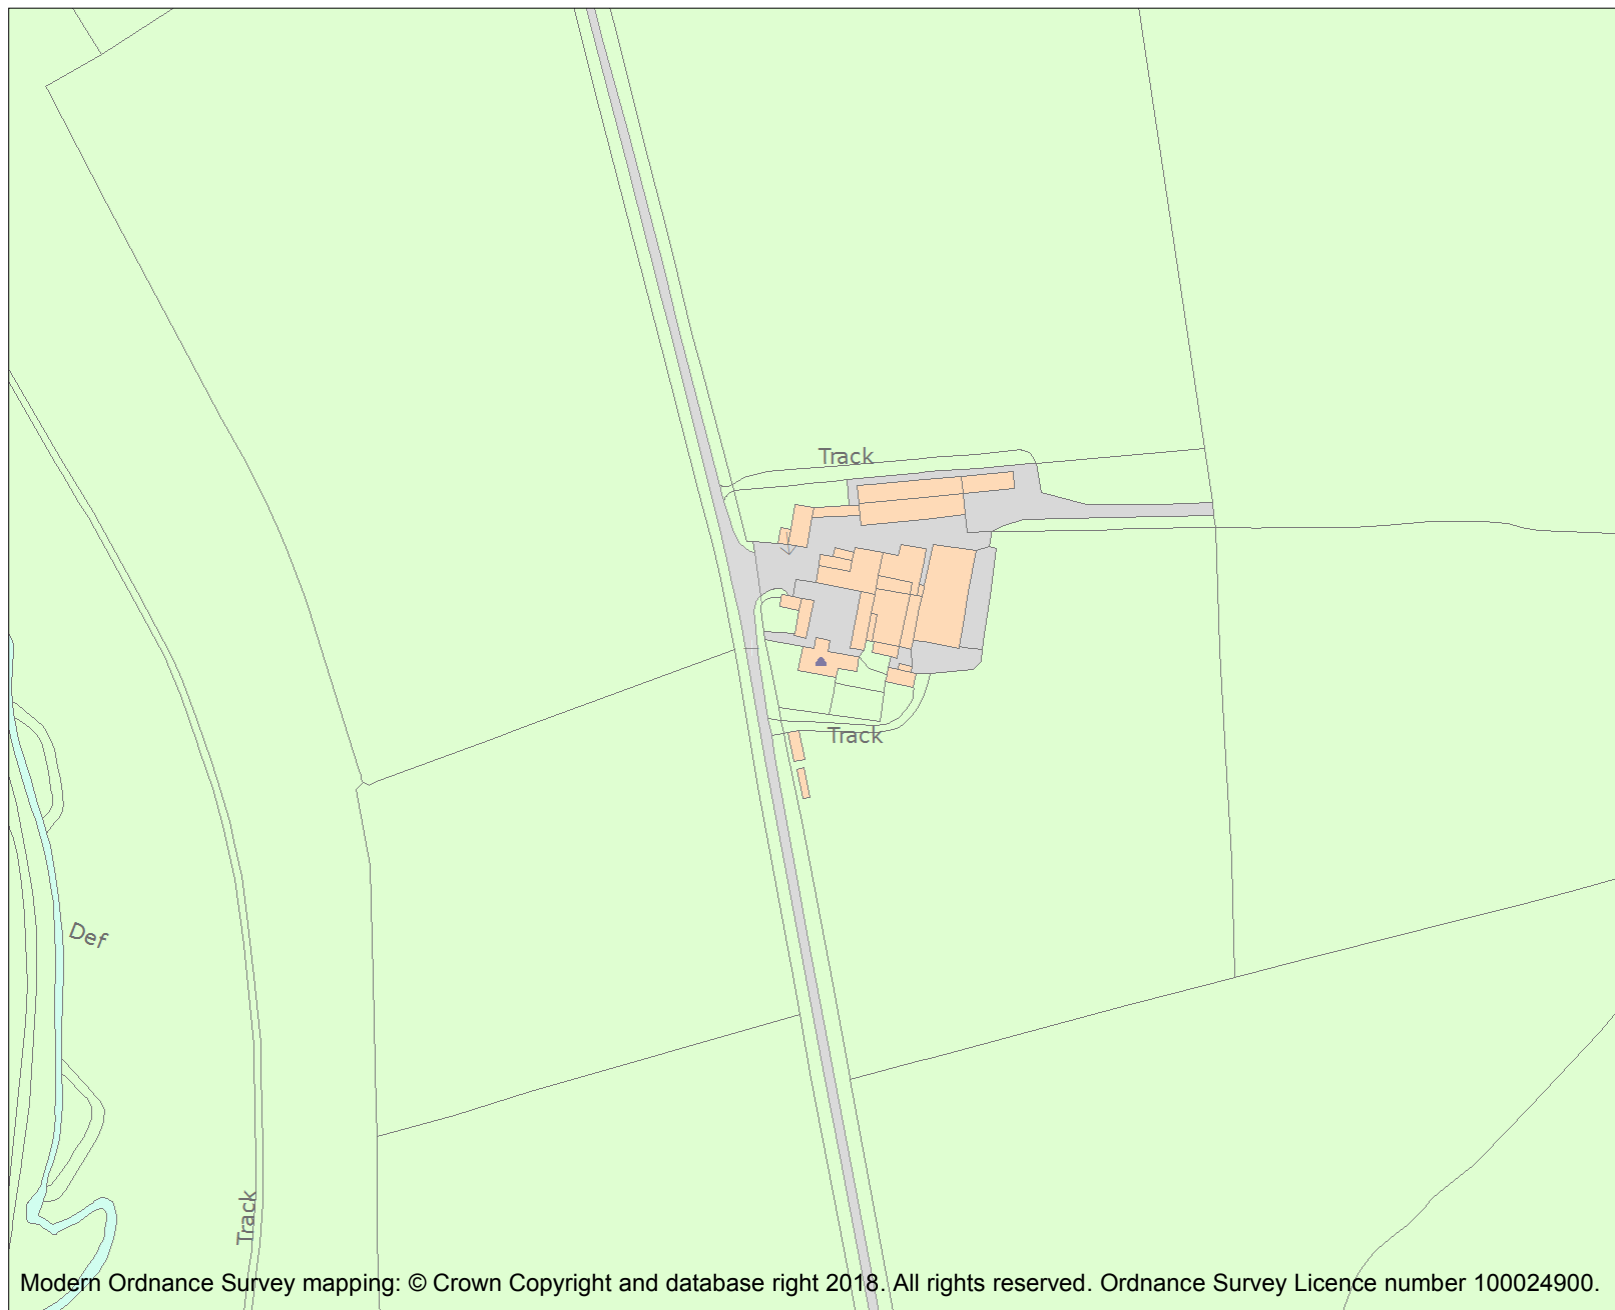 Track
Track
Def
Track
Modern Ordnance Survey mapping: © Crown Copyright and database right 2018. All rights reserved. Ordnance Survey Licence number 100024900.